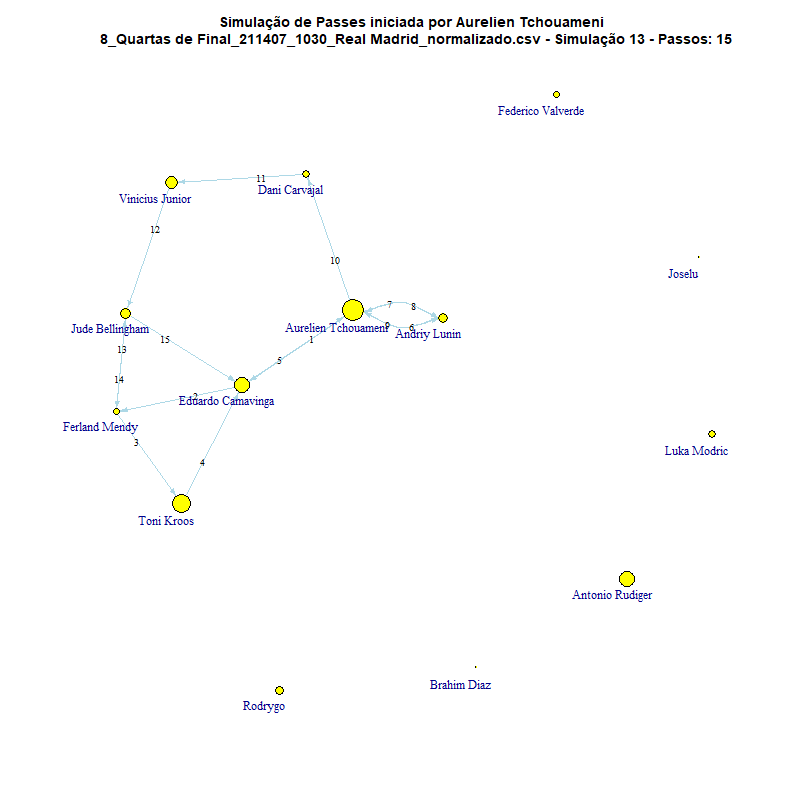 Simulação de Passes iniciada por Aurelien Tchouameni
8_Quartas de Final_211407_1030_Real Madrid_normalizado.csv - Simulação 13 - Passos: 15
Federico Valverde
11
Dani Carvajal
Vinicius Junior
12
10
Joselu
7
8
Jude Bellingham
Aurelien Tchouameni
9
6
Andriy Lunin
15
1
13
5
14
2
Eduardo Camavinga
Ferland Mendy
3
Luka Modric
4
Toni Kroos
Antonio Rudiger
Brahim Diaz
Rodrygo